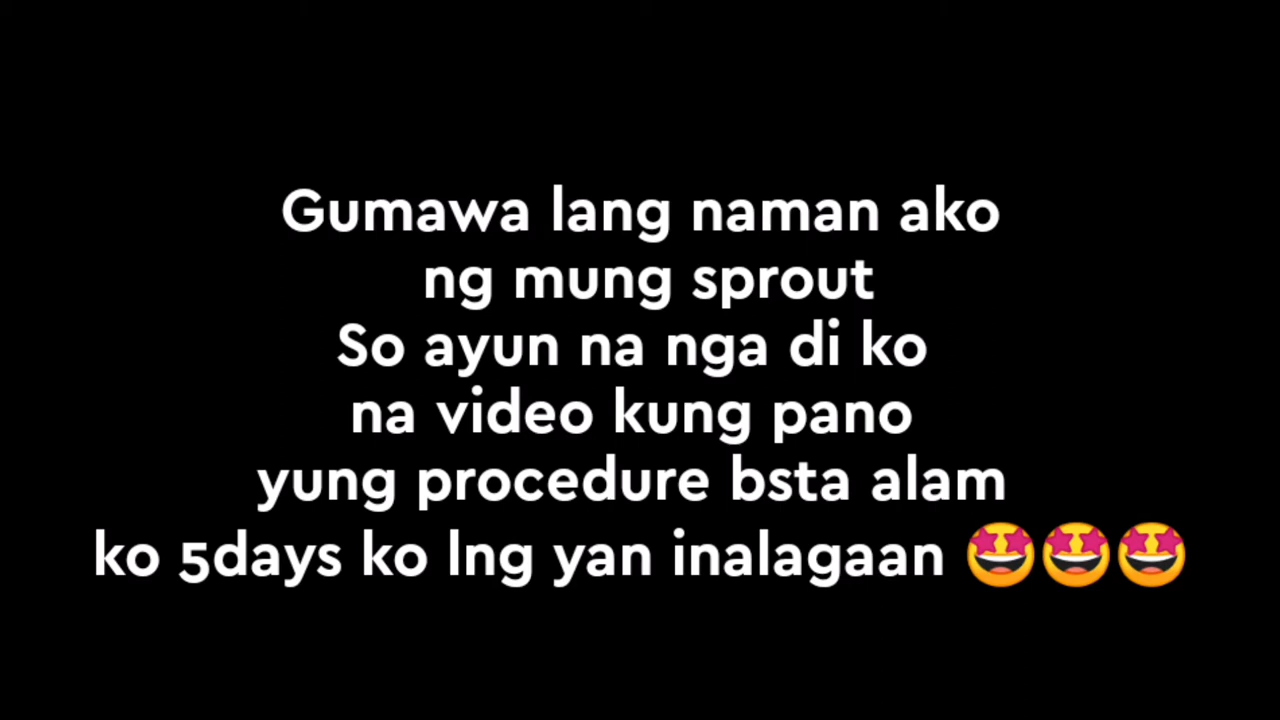 Gumawa lang naman ako
ng mung sprout
So ayun na nga di ko
na video kung pano
yung procedure bsta alam
ko 5days ko lng yan inalagaan 🤩🤩🤩